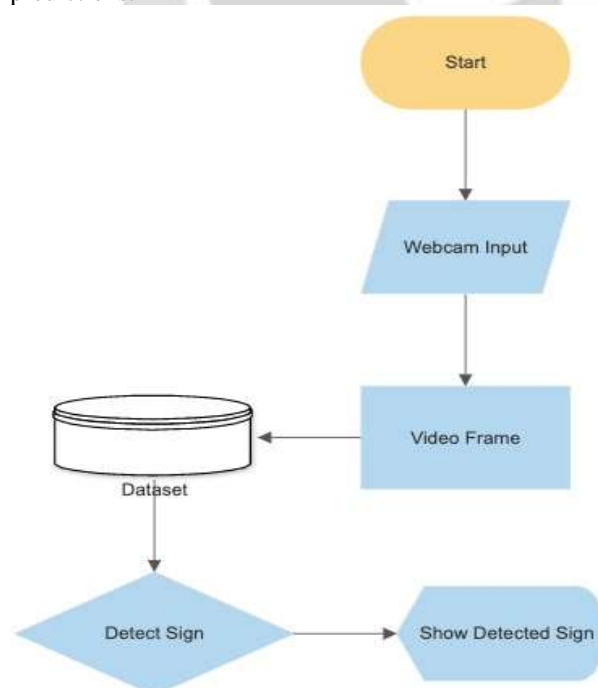 Start
Webcam Input
Video Frame
Dataset
Detect Sign
Show Detected Sign